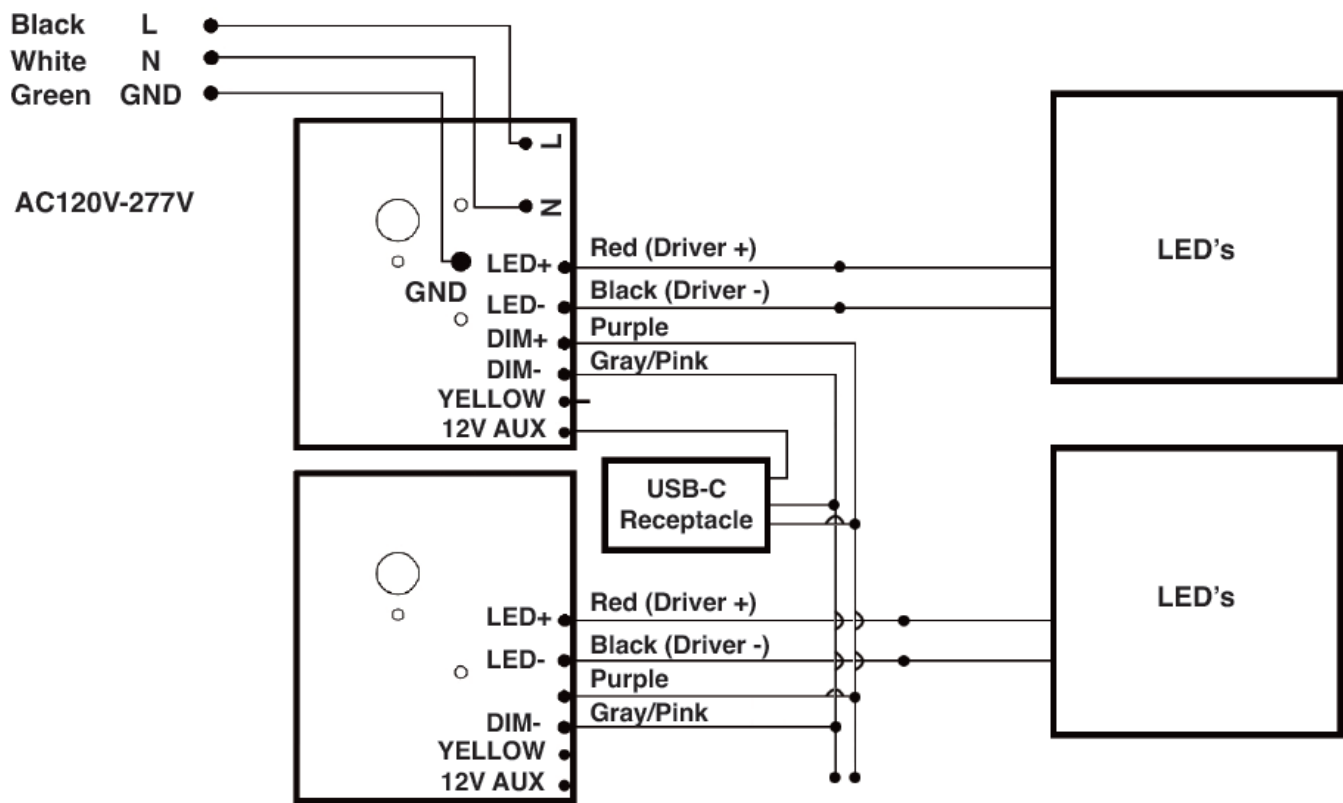 Black L
White N
Green GND
AC120V-277V
L
N
LED+
GND
LED-
DIM+
DIM-
YELLOW
12V AUX
Red (Driver +)
Black (Driver -)
Purple
Gray/Pink
LED's
USB-C
Receptacle
LED+
LED-
DIM-
YELLOW
12V AUX
Red (Driver +)
Black (Driver -)
Purple
Gray/Pink
LED's